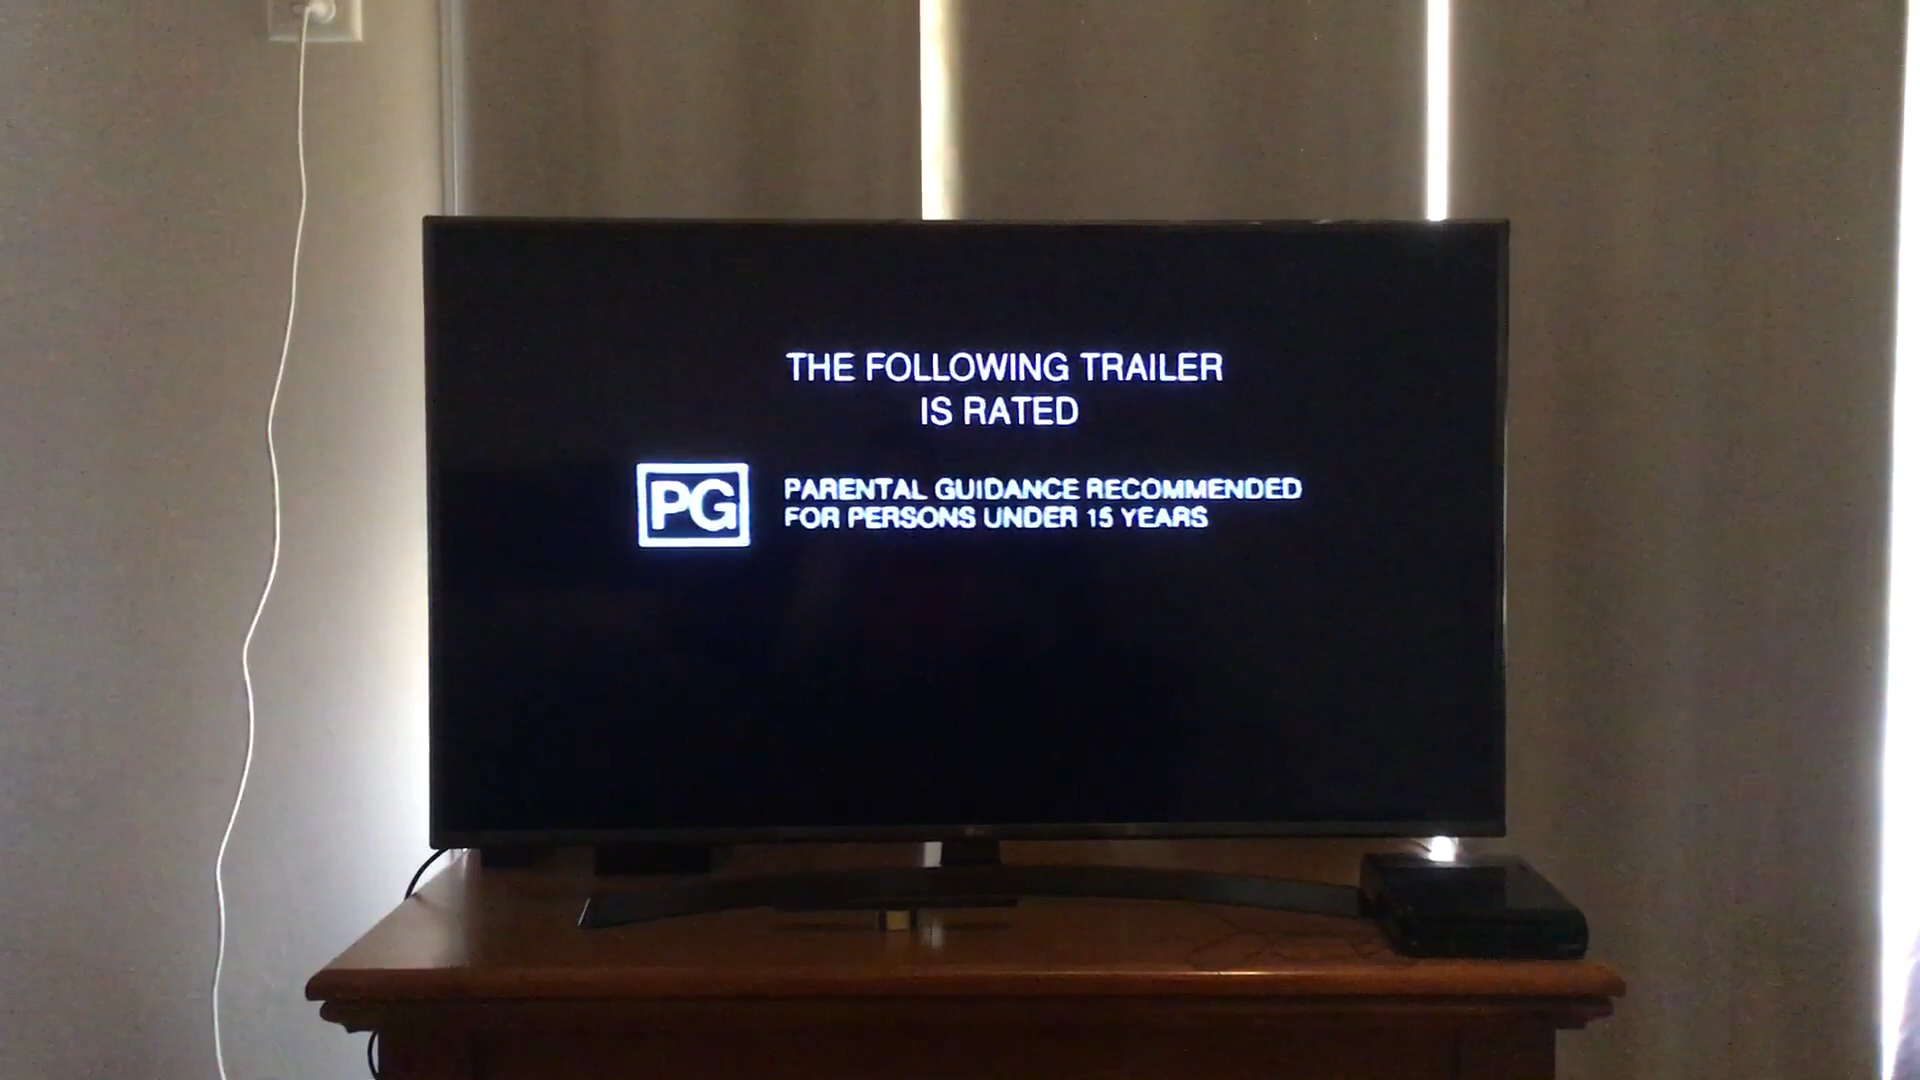 THE FOLLOWING TRAILER
IS RATED
PG
PARENTAL GUIDANCE RECOMMENDED
FOR PERSONS UNDER 15 YEARS